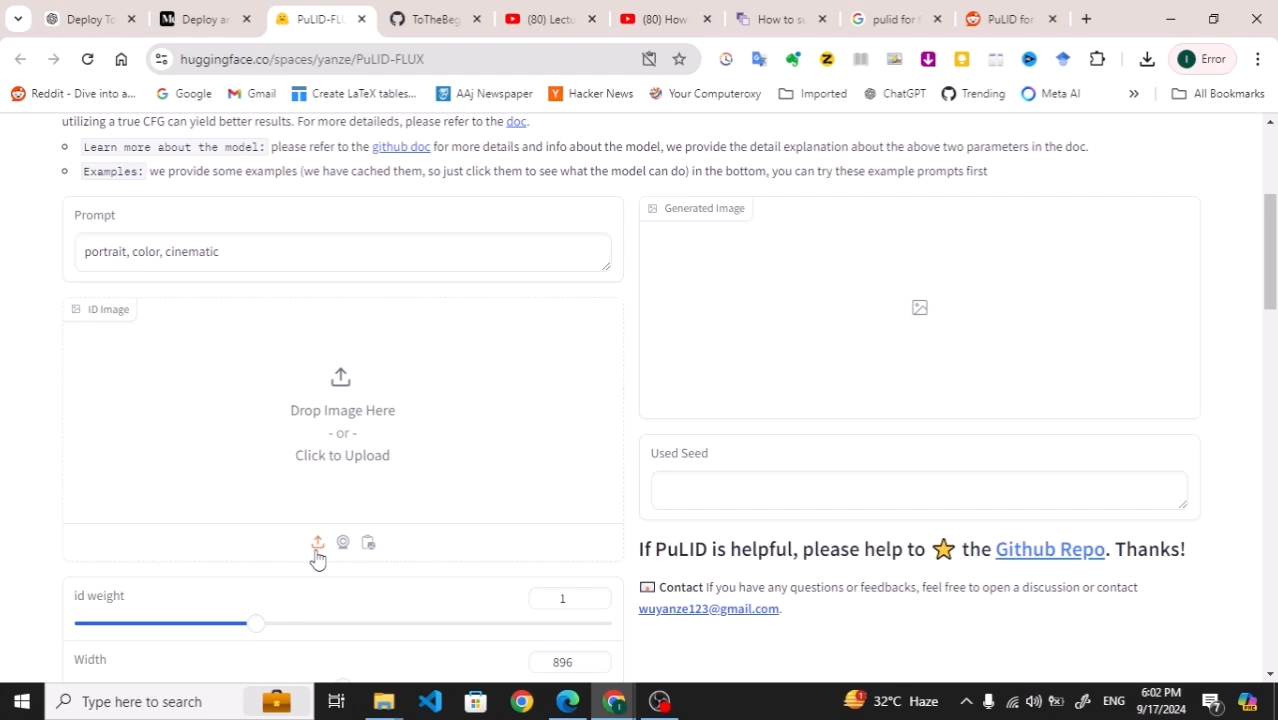 Deploy To
Deploy an
PuLID-FLU
ToTheBeg
(80) Lectu
(80) How
How to su
pulid for f
PuLID for
huggingface.co/spaces/yanze/PuLID-FLUX
Error
Reddit - Dive into a...
Google
Gmail
Create LaTeX tables...
AAj Newspaper
Hacker News
Your Computeroxy
Imported
ChatGPT
Trending
Meta AI
»
All Bookmarks
utilizing a true CFG can yield better results. For more detaileds, please refer to the doc.
Learn more about the model: please refer to the github doc for more details and info about the model, we provide the detail explanation about the above two parameters in the doc.
Examples: we provide some examples (we have cached them, so just click them to see what the model can do) in the bottom, you can try these example prompts first
Prompt
portrait, color, cinematic
ID Image
Drop Image Here
- or -
Click to Upload
id weight
1
Width
896
Generated Image
Used Seed
If PuLID is helpful, please help to ⭐ the Github Repo. Thanks!
Contact If you have any questions or feedbacks, feel free to open a discussion or contact
wuyanze123@gmail.com.
Type here to search
32°C Haze
ENG
6:02 PM
9/17/2024